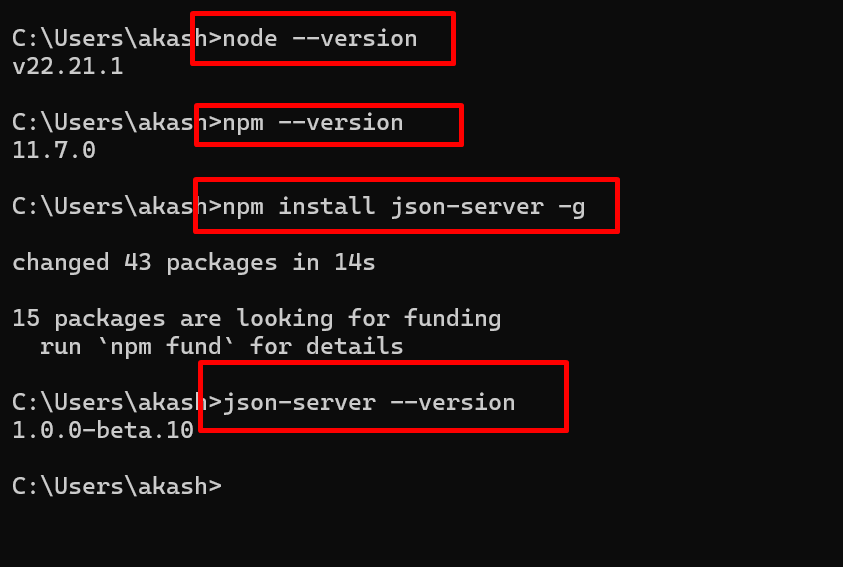 C:\Users\akash>node --version
v22.21.1
C:\Users\akash>npm --version
11.7.0
C:\Users\akash>npm install json-server -g
changed 43 packages in 14s
15 packages are looking for funding
  run `npm fund` for details
C:\Users\akash>json-server --version
1.0.0-beta.10
C:\Users\akash>